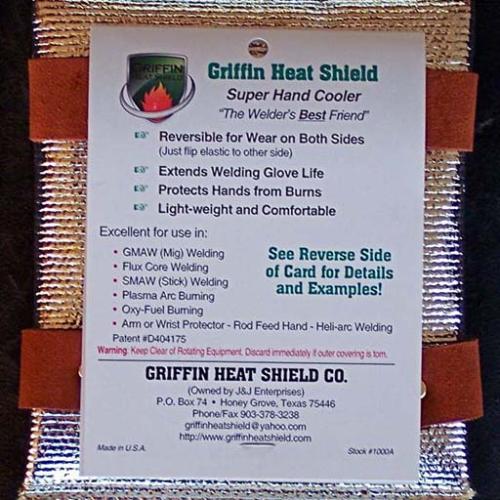 GRIFFIN
HEAT SHIELD
Griffin Heat Shield
Super Hand Cooler
"The Welder's Best Friend"
Reversible for Wear on Both Sides
(Just flip elastic to other side)
Extends Welding Glove Life
Protects Hands from Burns
Light-weight and Comfortable
Excellent for use in:
• GMAW (Mig) Welding
• Flux Core Welding
• SMAW (Stick) Welding
• Plasma Arc Burning
• Oxy-Fuel Burning
• Arm or Wrist Protector - Rod Feed Hand - Heli-arc Welding
See Reverse Side
of Card for Details
and Examples!
Patent #D404175
Warning: Keep Clear of Rotating Equipment, Discard immediately if outer covering is torn.
GRIFFIN HEAT SHIELD CO.
(Owned by J&J Enterprises)
P.O. Box 74 • Honey Grove, Texas 75446
Phone/Fax 903-378-3238
griffinheatshield@yahoo.com
http://www.griffinheatshield.com
Made in U.S.A.
Stock #1000A